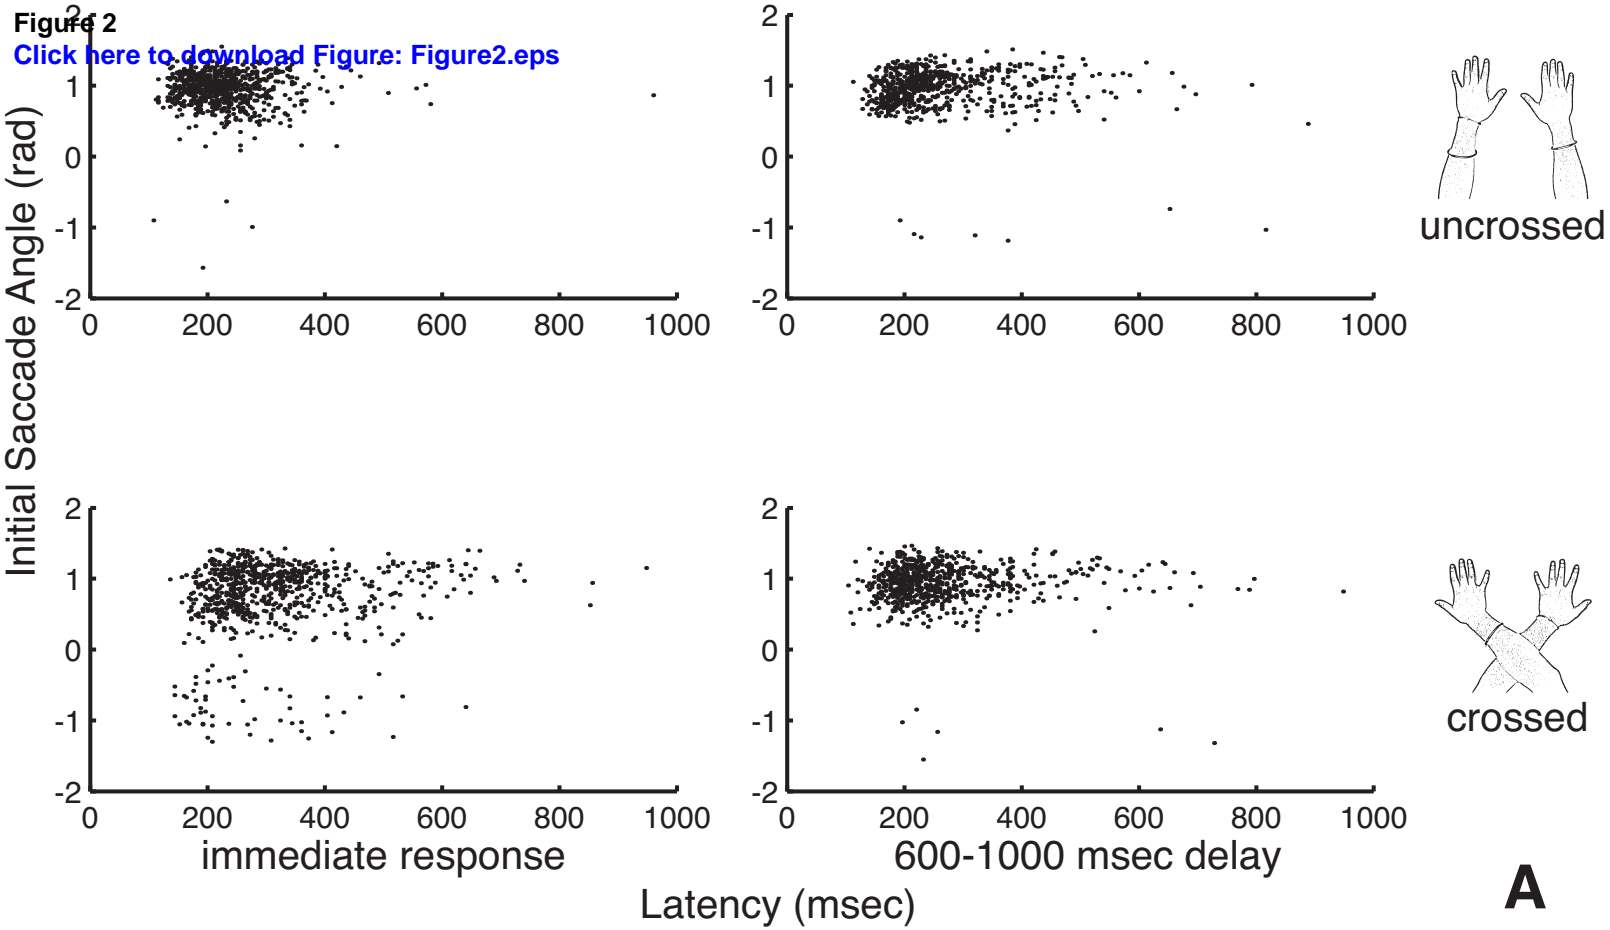 Figure 2
Click here to download Figure: Figure2.eps
Initial Saccade Angle (rad)
2
1
0
-1
-2
0 200 400 600 800 1000
2
1
0
-1
-2
0 200 400 600 800 1000
uncrossed
2
1
0
-1
-2
0 200 400 600 800 1000
immediate response
2
1
0
-1
-2
0 200 400 600 800 1000
600-1000 msec delay
crossed
Latency (msec)
A